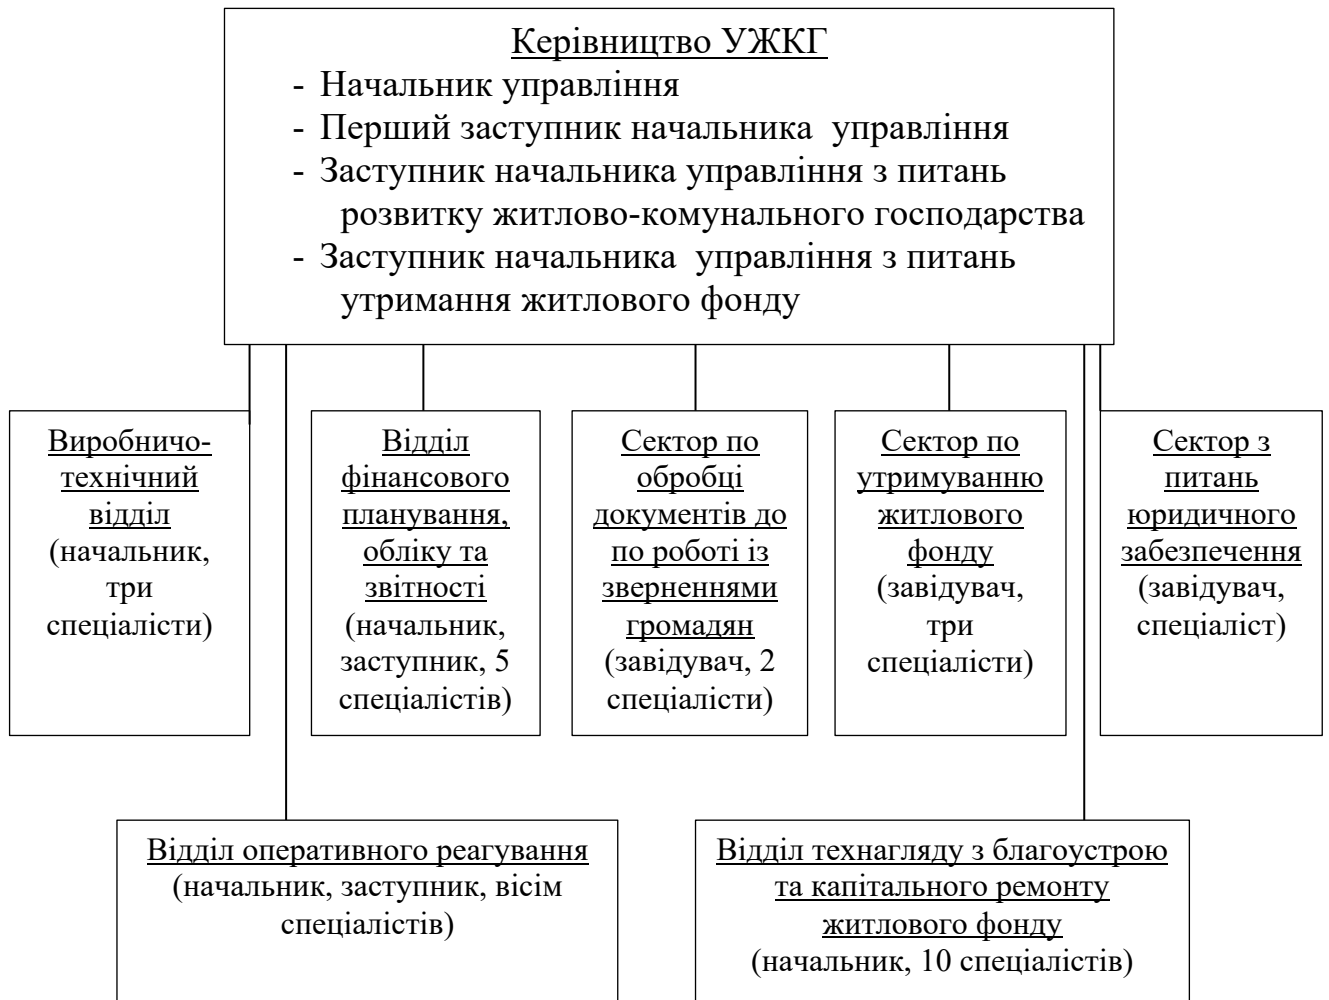 Керівництво УЖКГ
- Начальник управління
- Перший заступник начальника управління
- Заступник начальника управління з питань
розвитку житлово-комунального господарства
- Заступник начальника управління з питань
утримання житлового фонду
Виробничо-
технічний
відділ
(начальник,
три
спеціалісти)
Відділ
фінансового
планування,
обліку та
звітності
(начальник,
заступник, 5
спеціалістів)
Сектор по
обробці
документів до
по роботі із
зверненнями
громадян
(завідувач, 2
спеціалісти)
Сектор по
утримуванню
житлового
фонду
(завідувач,
три
спеціалісти)
Сектор з
питань
юридичного
забезпечення
(завідувач,
спеціаліст)
Відділ оперативного реагування
(начальник, заступник, вісім
спеціалістів)
Відділ технагляду з благоустрою
та капітального ремонту
житлового фонду
(начальник, 10 спеціалістів)